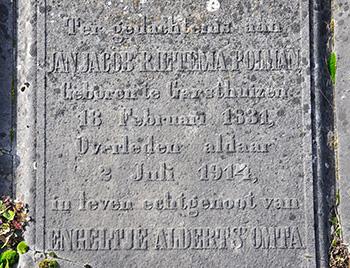 Ter gedachtenis aan
JAN JACOB RIETEMA POLMAN
Geboren te Garsthuizen,
18 Februari 1831,
Overleden aldaar
2 Juli 1914,
in leven echtgenoot van
ENGELTJE ALDERTS' OMTA